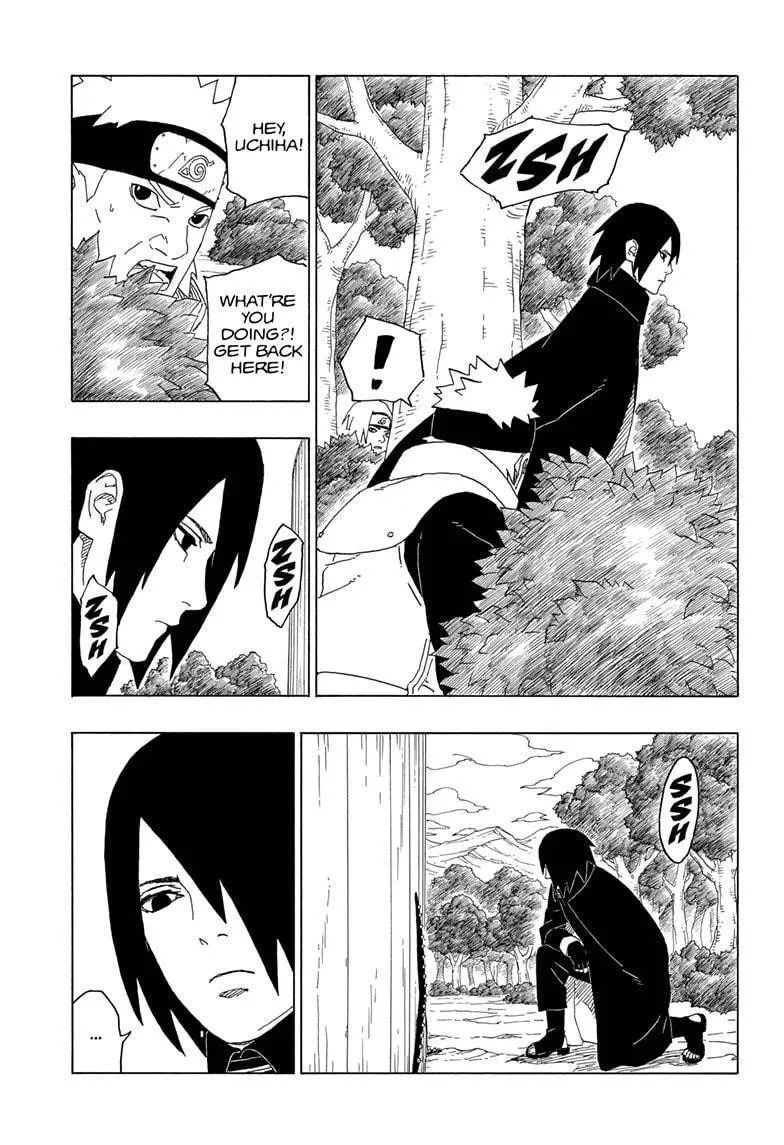 ZSH
!
HEY,
UCHIHA!
WHAT'RE
YOU
DOING?!
GET BACK
HERE!
ZSH
ZSH
SSH
...